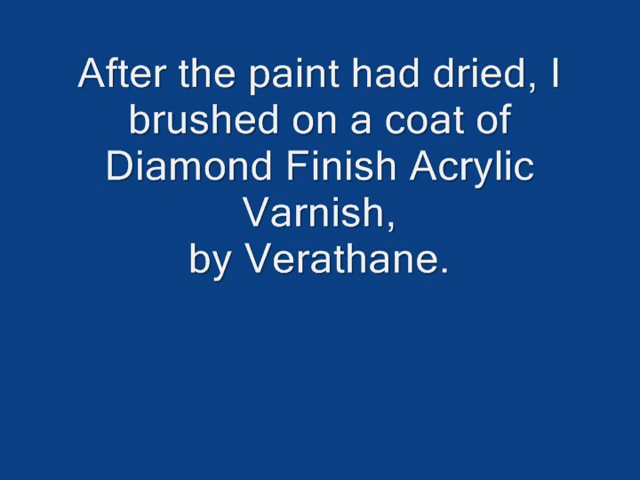 After the paint had dried, I
brushed on a coat of
Diamond Finish Acrylic
Varnish,
by Verathane.